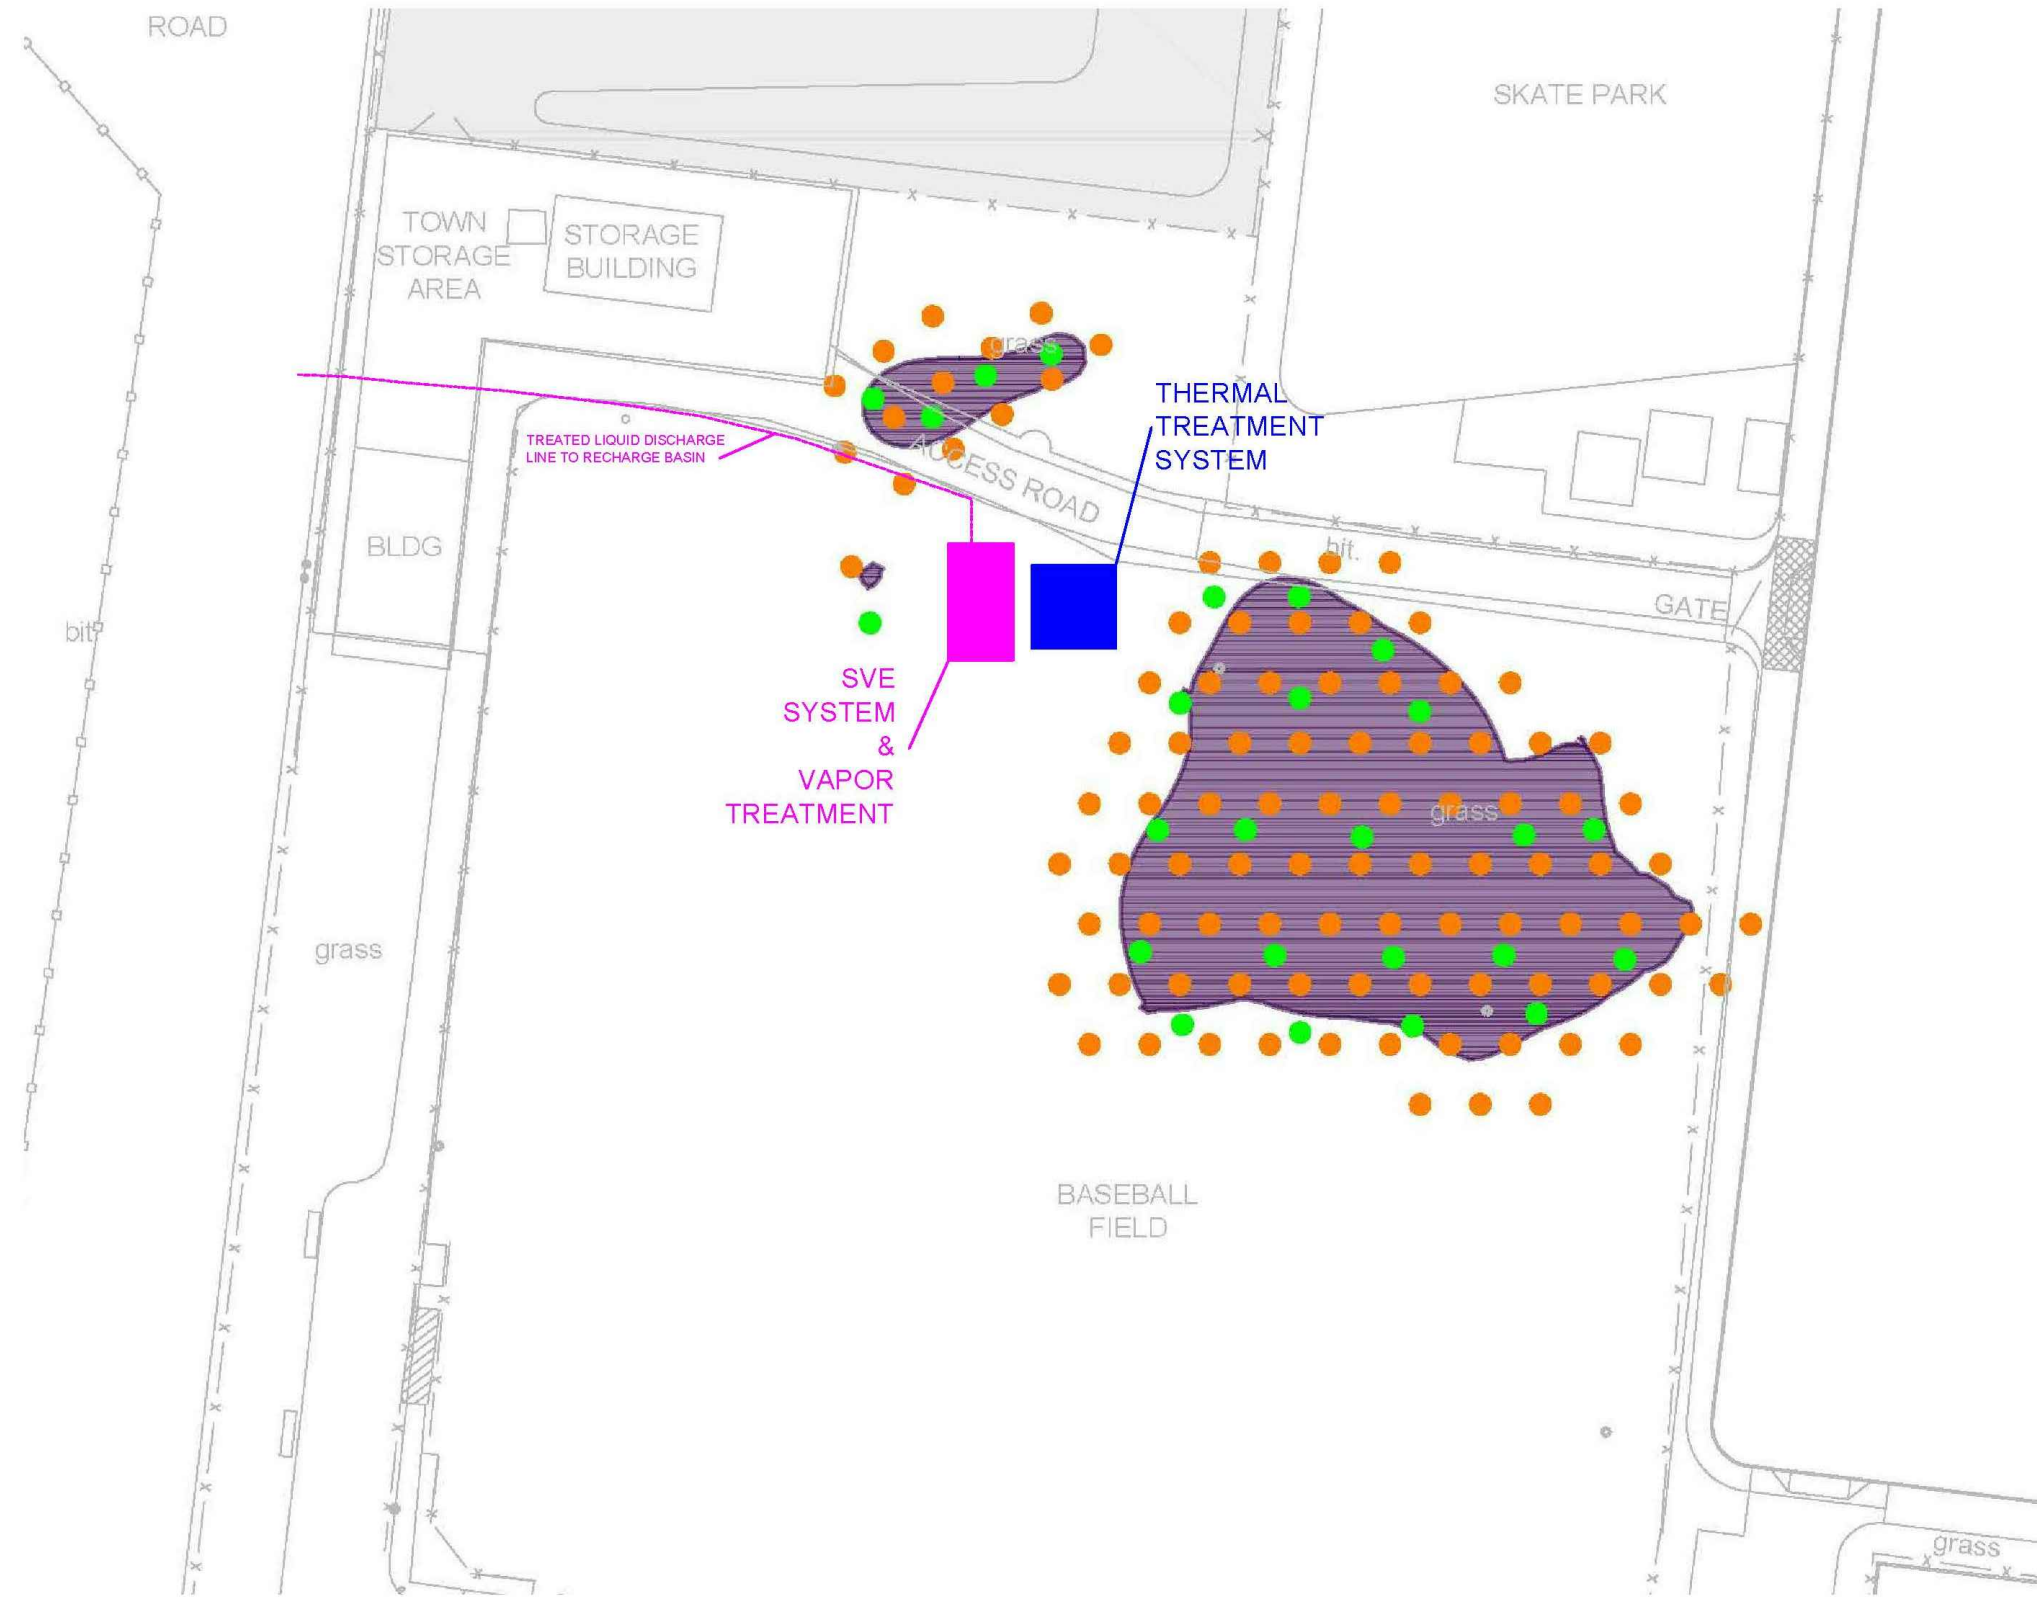 ROAD
SKATE PARK
TOWN
STORAGE
AREA
STORAGE
BUILDING
grass
THERMAL
TREATMENT
SYSTEM
TREATED LIQUID DISCHARGE
LINE TO RECHARGE BASIN
ACCESS ROAD
BLDG
bit.
GATE
bit.
SVE
SYSTEM
&
VAPOR
TREATMENT
grass
grass
BASEBALL
FIELD
grass